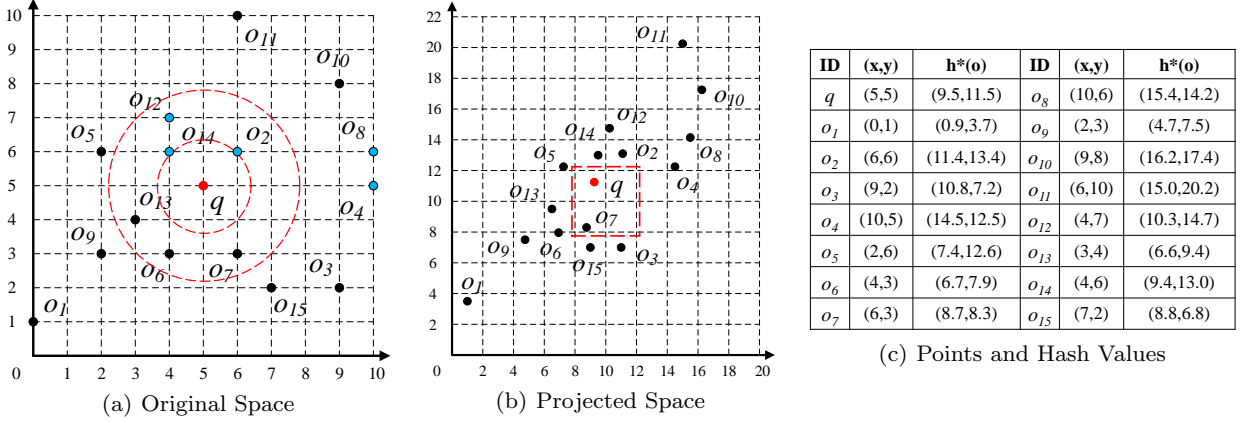 10
9
8
7
6
5
4
3
2
1
0 1 2 3 4 5 6 7 8 9 10
o11
o10
o12
o5 o14 o2 o8
q
o13 o4
o9
o6 o7 o3
o1 o15
(a) Original Space
22
20
18
16
14
12
10
8
6
4
2
0 2 4 6 8 10 12 14 16 18 20
o11
o10
o14 o12
o5 o2 o8
q o4
o13
o7
o9 o6 o15 o3
o1
(b) Projected Space
ID (x,y) h*(o) ID (x,y) h*(o)
q (5,5) (9.5,11.5) o8 (10,6) (15.4,14.2)
o1 (0,1) (0.9,3.7) o9 (2,3) (4.7,7.5)
o2 (6,6) (11.4,13.4) o10 (9,8) (16.2,17.4)
o3 (9,2) (10.8,7.2) o11 (6,10) (15.0,20.2)
o4 (10,5) (14.5,12.5) o12 (4,7) (10.3,14.7)
o5 (2,6) (7.4,12.6) o13 (3,4) (6.6,9.4)
o6 (4,3) (6.7,7.9) o14 (4,6) (9.4,13.0)
o7 (6,3) (8.7,8.3) o15 (7,2) (8.8,6.8)
(c) Points and Hash Values